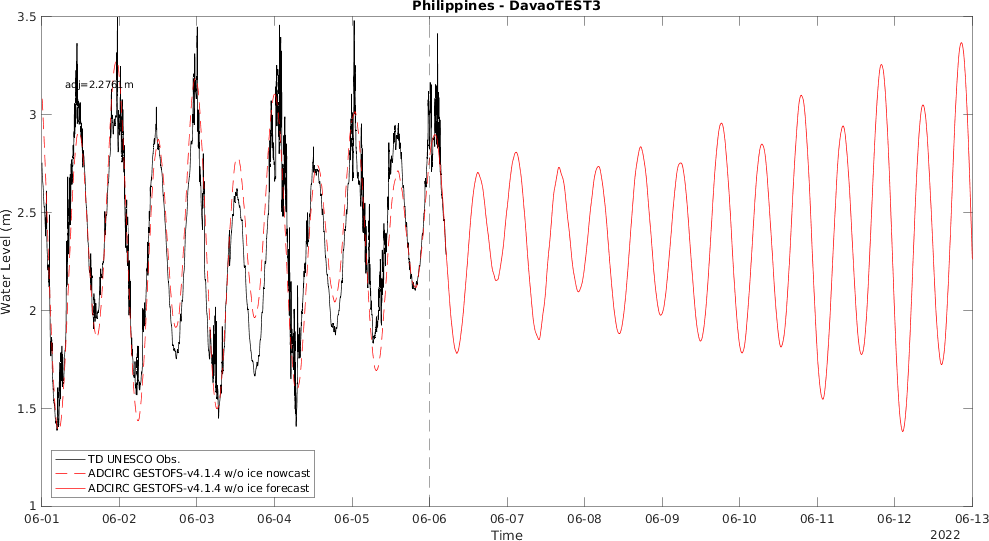 Philippines - DavaoTEST3
3.5
3
2.5
2
1.5
1
Water Level (m)
adj=2.2761m
TD UNESCO Obs.
ADCIRC GESTOFS-v4.1.4 w/o ice nowcast
ADCIRC GESTOFS-v4.1.4 w/o ice forecast
06-01 06-02 06-03 06-04 06-05 06-06 06-07 06-08 06-09 06-10 06-11 06-12 06-13
Time
2022